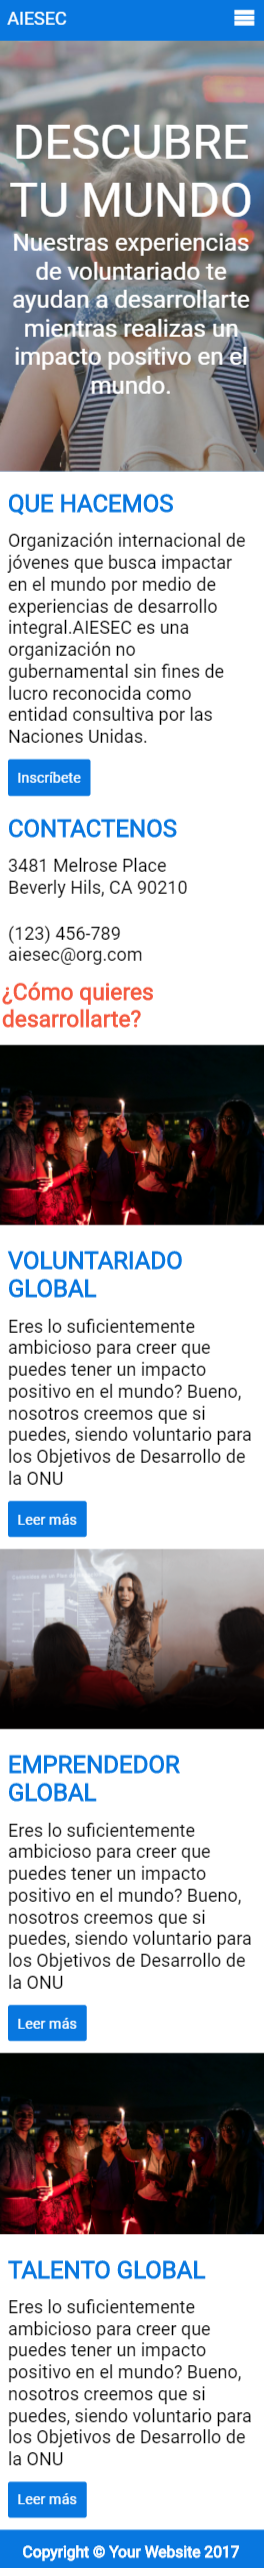 AIESEC
DESCUBRE
TU MUNDO
Nuestras experiencias
de voluntariado te
ayudan a desarrollarte
mientras realizas un
impacto positivo en el
mundo.
QUE HACEMOS
Organización internacional de
jóvenes que busca impactar
en el mundo por medio de
experiencias de desarrollo
integral.AIESEC es una
organización no
gubernamental sin fines de
lucro reconocida como
entidad consultiva por las
Naciones Unidas.
Inscríbete
CONTACTENOS
3481 Melrose Place
Beverly Hils, CA 90210
(123) 456-789
aiesec@org.com
¿Cómo quieres
desarrollarte?
VOLUNTARIADO
GLOBAL
Eres lo suficientemente
ambicioso para creer que
puedes tener un impacto
positivo en el mundo? Bueno,
nosotros creemos que si
puedes, siendo voluntario para
los Objetivos de Desarrollo de
la ONU
Leer más
EMPRENDEDOR
GLOBAL
Eres lo suficientemente
ambicioso para creer que
puedes tener un impacto
positivo en el mundo? Bueno,
nosotros creemos que si
puedes, siendo voluntario para
los Objetivos de Desarrollo de
la ONU
Leer más
TALENTO GLOBAL
Eres lo suficientemente
ambicioso para creer que
puedes tener un impacto
positivo en el mundo? Bueno,
nosotros creemos que si
puedes, siendo voluntario para
los Objetivos de Desarrollo de
la ONU
Leer más
Copyright © Your Website 2017